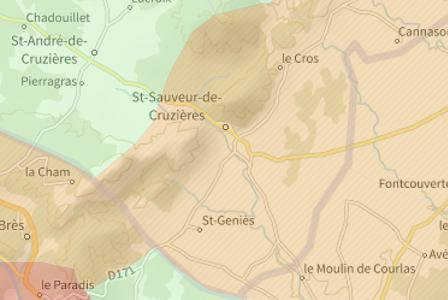 Chadouillet
St-André-de-
Cruzières
Pierregras
Cannaso
le Cros
St-Sauveur-de-
Cruzières
la Cham
Fontcouverte
Brès
St-Geniès
le Paradis
D171
le Moulin de Courlas